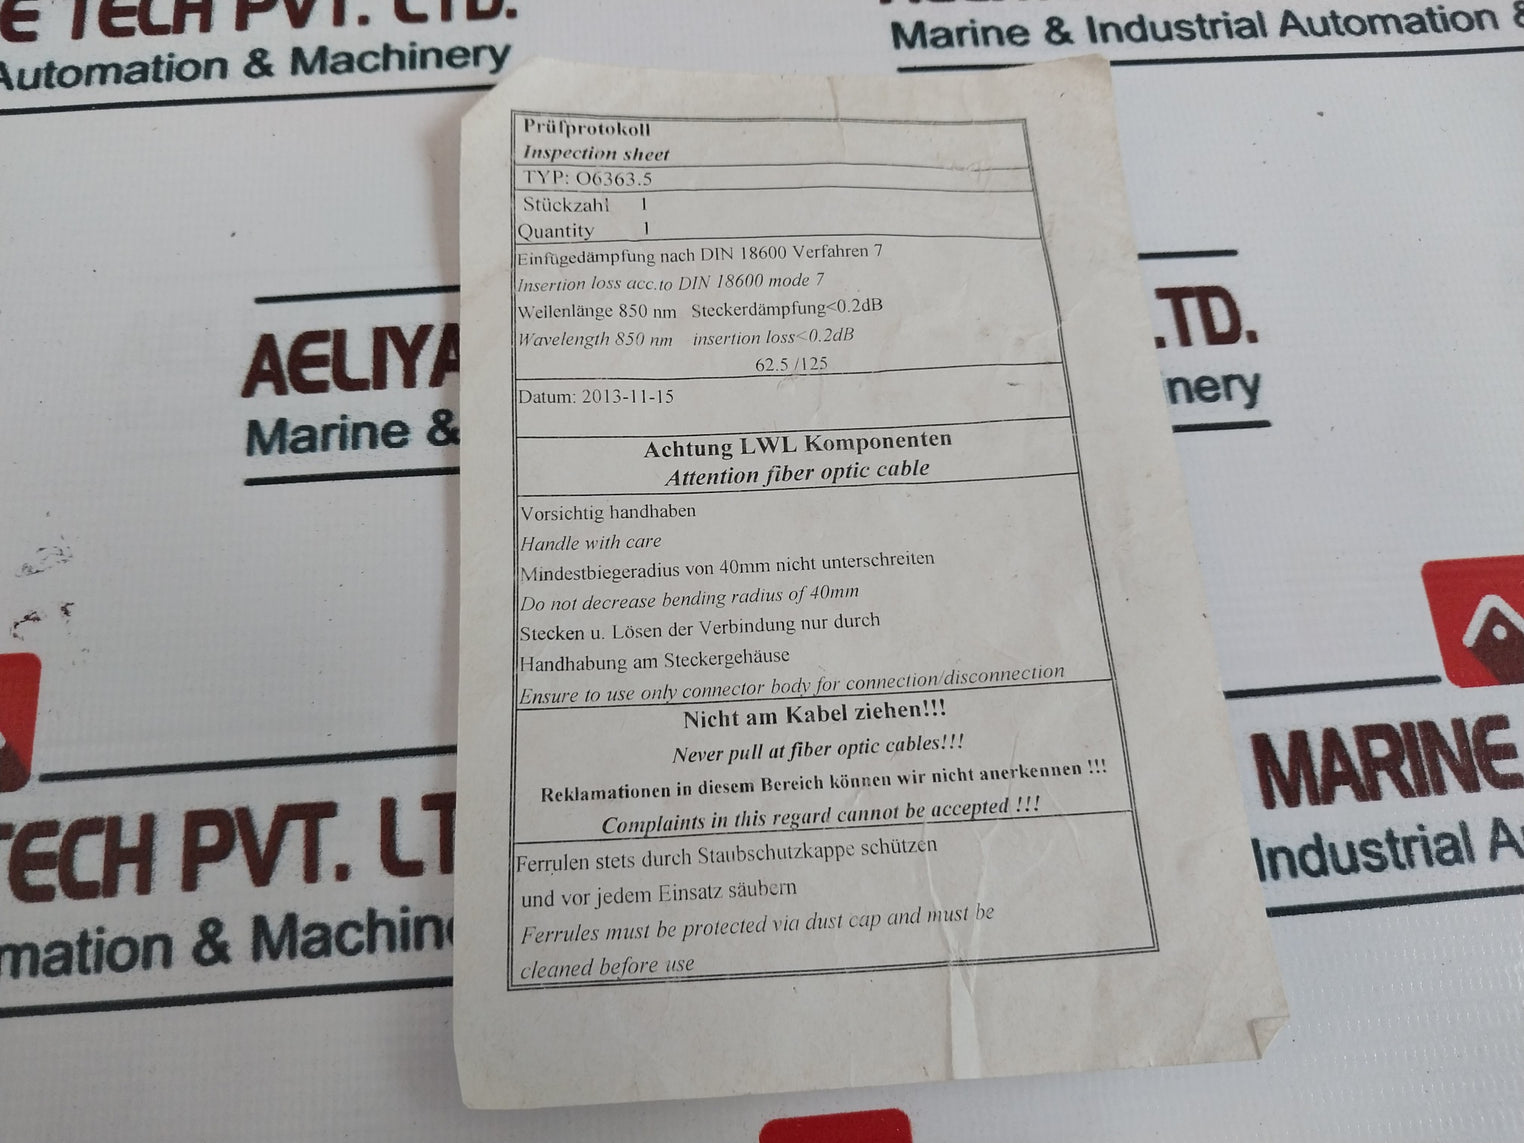 E TECH PVT. LTD.
Automation & Machinery
Marine & Industrial Automation &
AELIYA
Marine &
LTD.
nery
TECH PVT. LT
mation & Machin
MARINE
Industrial A
Prüfprotokoll
Inspection sheet
TYP: O6363.5
Stückzahl 1
Quantity 1
Einfügedämpfung nach DIN 18600 Verfahren 7
Insertion loss acc.to DIN 18600 mode 7
Wellenlänge 850 nm Steckerdämpfung<0.2dB
Wavelength 850 nm insertion loss<0.2dB
62.5 /125
Datum: 2013-11-15
Achtung LWL Komponenten
Attention fiber optic cable
Vorsichtig handhaben
Handle with care
Mindestbiegeradius von 40mm nicht unterschreiten
Do not decrease bending radius of 40mm
Stecken u. Lösen der Verbindung nur durch
Handhabung am Steckergehäuse
Ensure to use only connector body for connection/disconnection
Nicht am Kabel ziehen!!!
Never pull at fiber optic cables!!!
Reklamationen in diesem Bereich können wir nicht anerkennen !!!
Complaints in this regard cannot be accepted !!!
Ferrulen stets durch Staubschutzkappe schützen
und vor jedem Einsatz säubern
Ferrules must be protected via dust cap and must be
cleaned before use